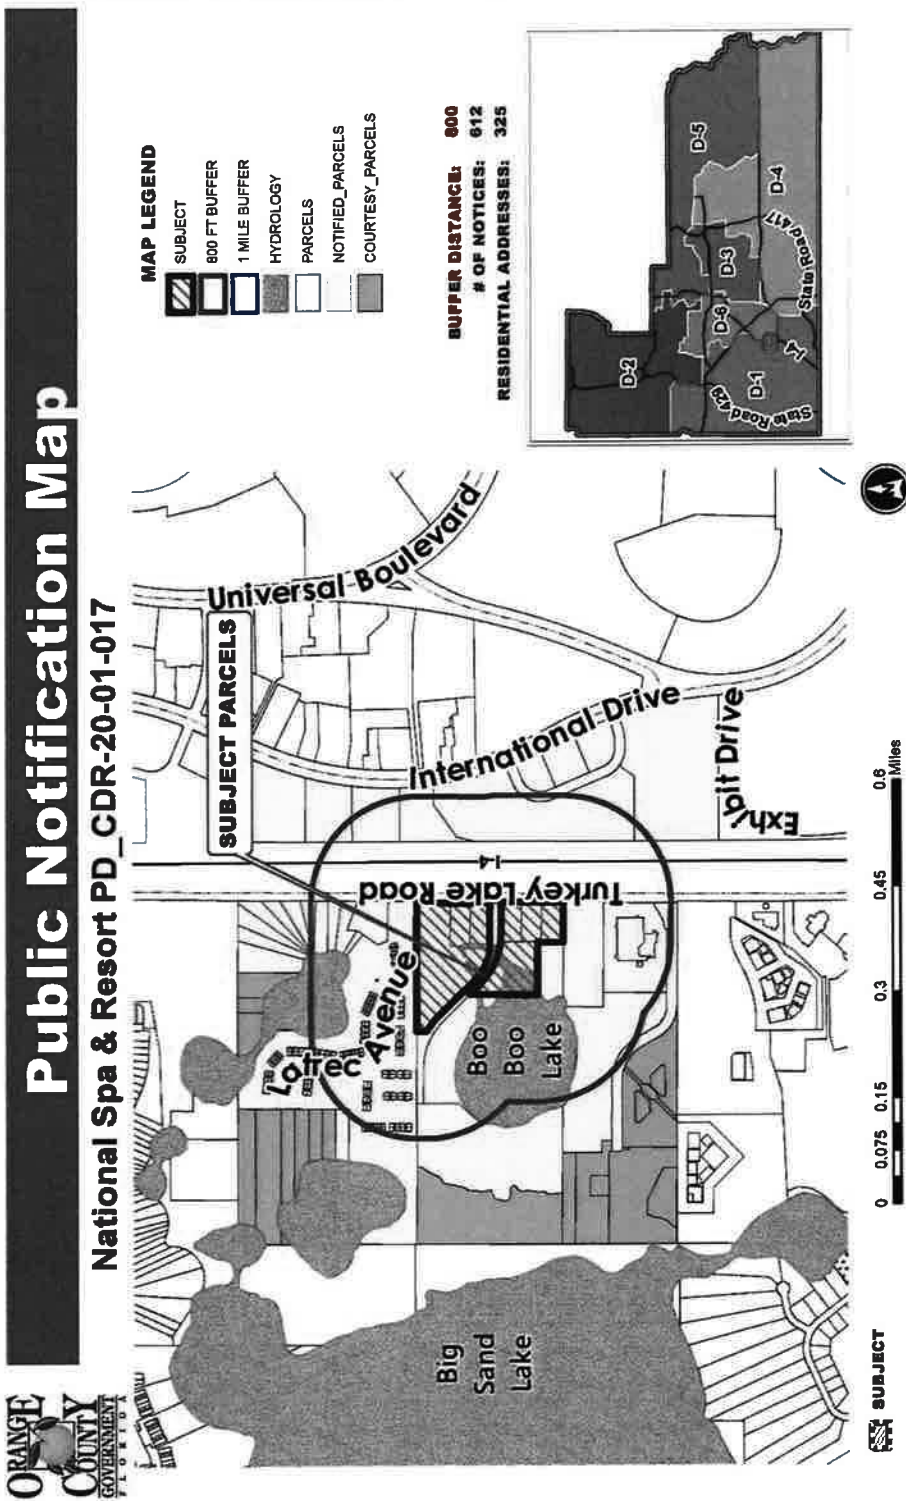 ORANGE
COUNTY
GOVERNMENT
FLORIDA
Public Notification Map
National Spa & Resort PD_CDR-20-01-017
SUBJECT PARCELS
Universal Boulevard
International Drive
Exhibit Drive
I-4
Turkey Lake Road
Latrec Avenue
Boo
Boo
Lake
Big
Sand
Lake
MAP LEGEND
SUBJECT
800 FT BUFFER
1 MILE BUFFER
HYDROLOGY
PARCELS
NOTIFIED_PARCELS
COURTESY_PARCELS
BUFFER DISTANCE: 800
# OF NOTICES: 612
RESIDENTIAL ADDRESSES: 325
D-2
D-5
D-3
D-6
D-4
D-1
State Road 429
I-4
State Road 417
SUBJECT
0 0.075 0.15 0.3 0.45 0.6
Miles